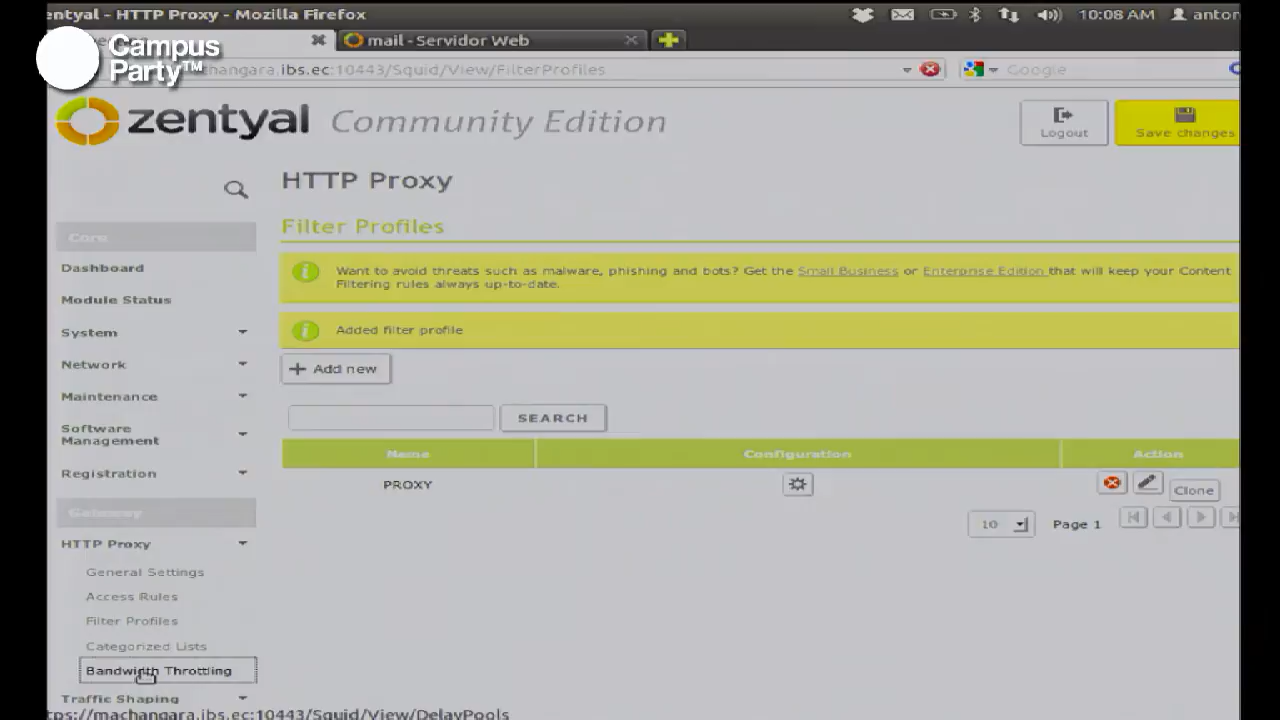 entyal - HTTP Proxy - Mozilla Firefox
10:08 AM
anton
Campus
Party™
mail - Servidor Web
machangara.ibs.ec:10443/Squid/View/FilterProfiles
Google
zentyal Community Edition
Logout
Save changes
HTTP Proxy
Filter Profiles
Core
Dashboard
Module Status
System
Network
Maintenance
Software
Management
Registration
Gateway
HTTP Proxy
General Settings
Access Rules
Filter Profiles
Categorized Lists
Bandwidth Throttling
Traffic Shaping
Want to avoid threats such as malware, phishing and bots? Get the Small Business or Enterprise Edition that will keep your Content
Filtering rules always up-to-date.
Added filter profile
Add new
SEARCH
Name Configuration Action
PROXY
Clone
10 Page 1
tps://machangara.ibs.ec:10443/Squid/View/DelayPools